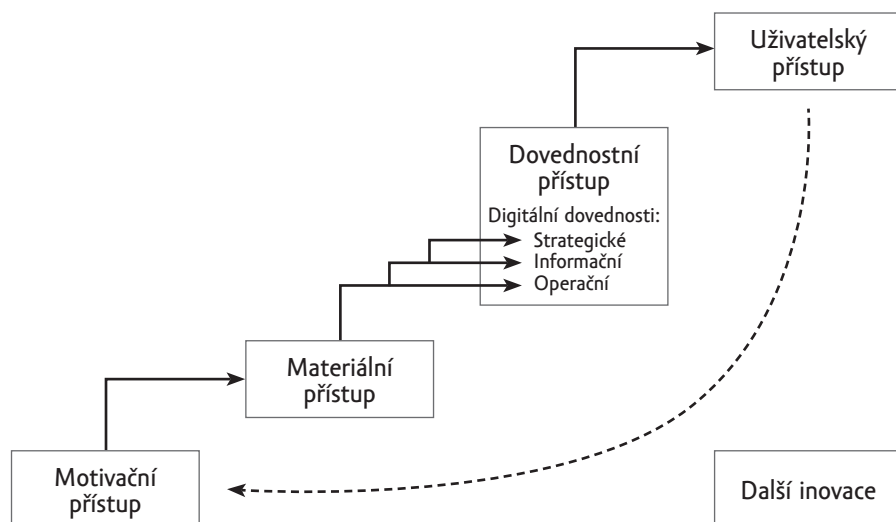 Uživatelský
přístup
Dovednostní
přístup
Digitální dovednosti:
Strategické
Informační
Operační
Materiální
přístup
Motivační
přístup
Další inovace